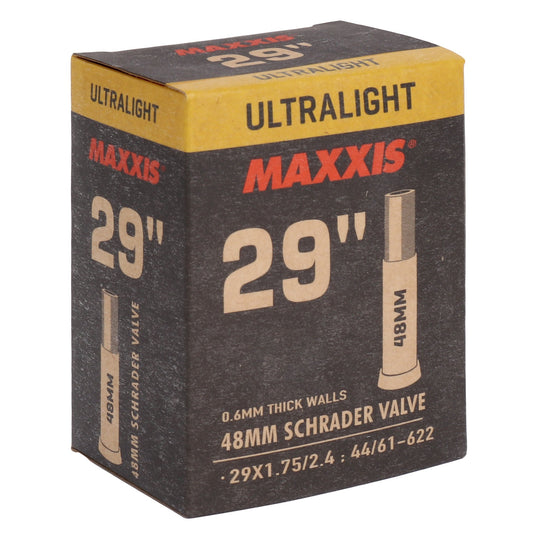 MAXXIS
29"
ULTRALIGHT
ULTRALIGHT
MAXXIS
29"
48MM
48MM SCHRADER VALVE
ULTRALIGHT
MAXXIS®
29"
48MM
0.6MM THICK WALLS
48MM SCHRADER VALVE
· 29X1.75/2.4 : 44/61-622